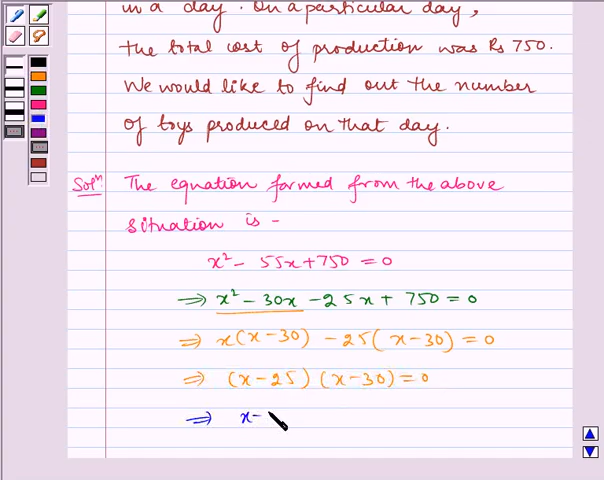 in a day. On a particular day,
the total cost of production was Rs 750.
We would like to find out the number
of toys produced on that day.
Solⁿ. The equation formed from the above
situation is -
x² - 55x + 750 = 0
⇒ x² - 30x - 25x + 750 = 0
⇒ x(x-30) - 25(x-30) = 0
⇒ (x-25)(x-30) = 0
⇒ x-